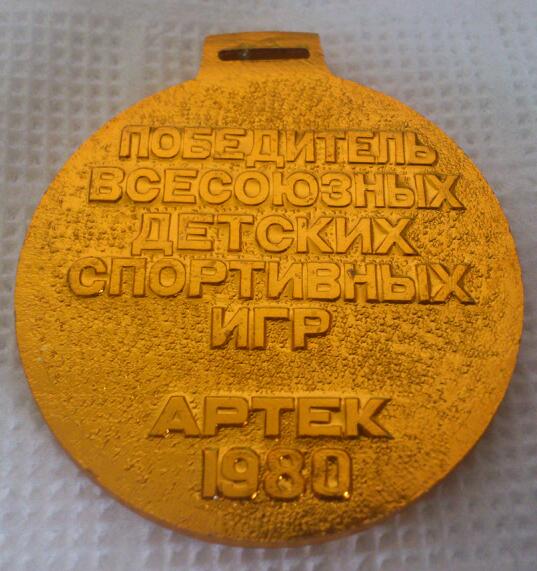 ПОБЕДИТЕЛЬ
ВСЕСОЮЗНЫХ
ДЕТСКИХ
СПОРТИВНЫХ
ИГР
АРТЕК
1980